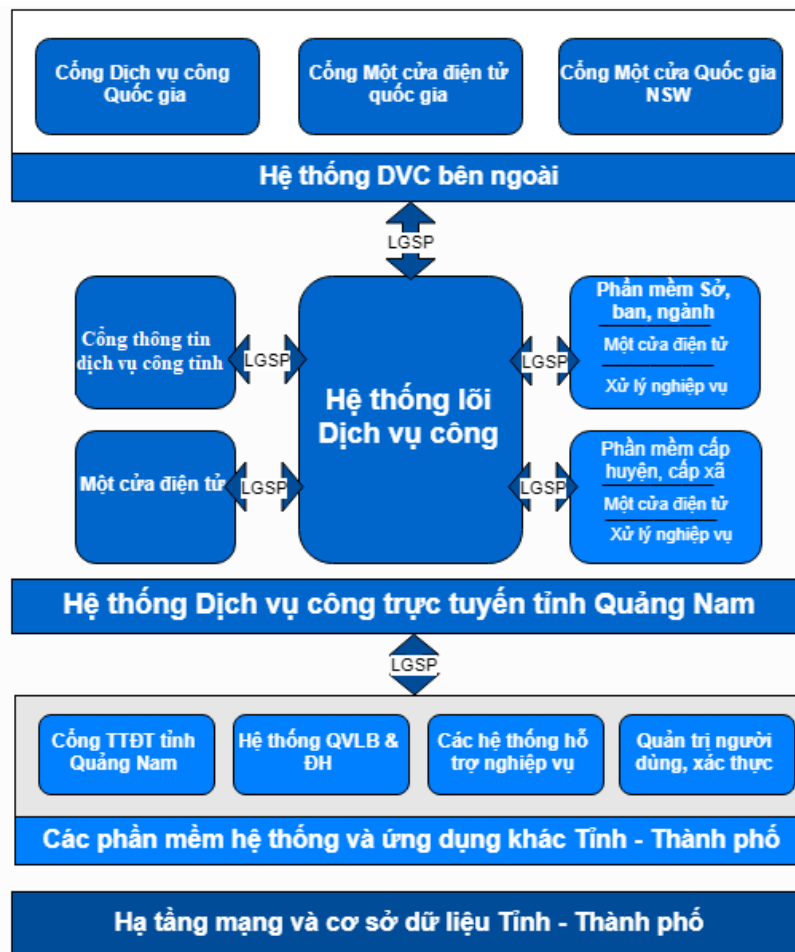 Cổng Dịch vụ công
Quốc gia
Cổng Một cửa điện tử
quốc gia
Cổng Một cửa Quốc gia
NSW
Hệ thống DVC bên ngoài
LGSP
Cổng thông tin
dịch vụ công tỉnh
LGSP
Hệ thống lõi
Dịch vụ công
LGSP
Phần mềm Sở,
ban, ngành
Một cửa điện tử
Xử lý nghiệp vụ
Một cửa điện tử
LGSP
LGSP
Phần mềm cấp
huyện, cấp xã
Một cửa điện tử
Xử lý nghiệp vụ
Hệ thống Dịch vụ công trực tuyến tỉnh Quảng Nam
LGSP
Cổng TTĐT tỉnh
Quảng Nam
Hệ thống QVLB &
ĐH
Các hệ thống hỗ
trợ nghiệp vụ
Quản trị người
dùng, xác thực
Các phần mềm hệ thống và ứng dụng khác Tỉnh - Thành phố
Hạ tầng mạng và cơ sở dữ liệu Tỉnh - Thành phố